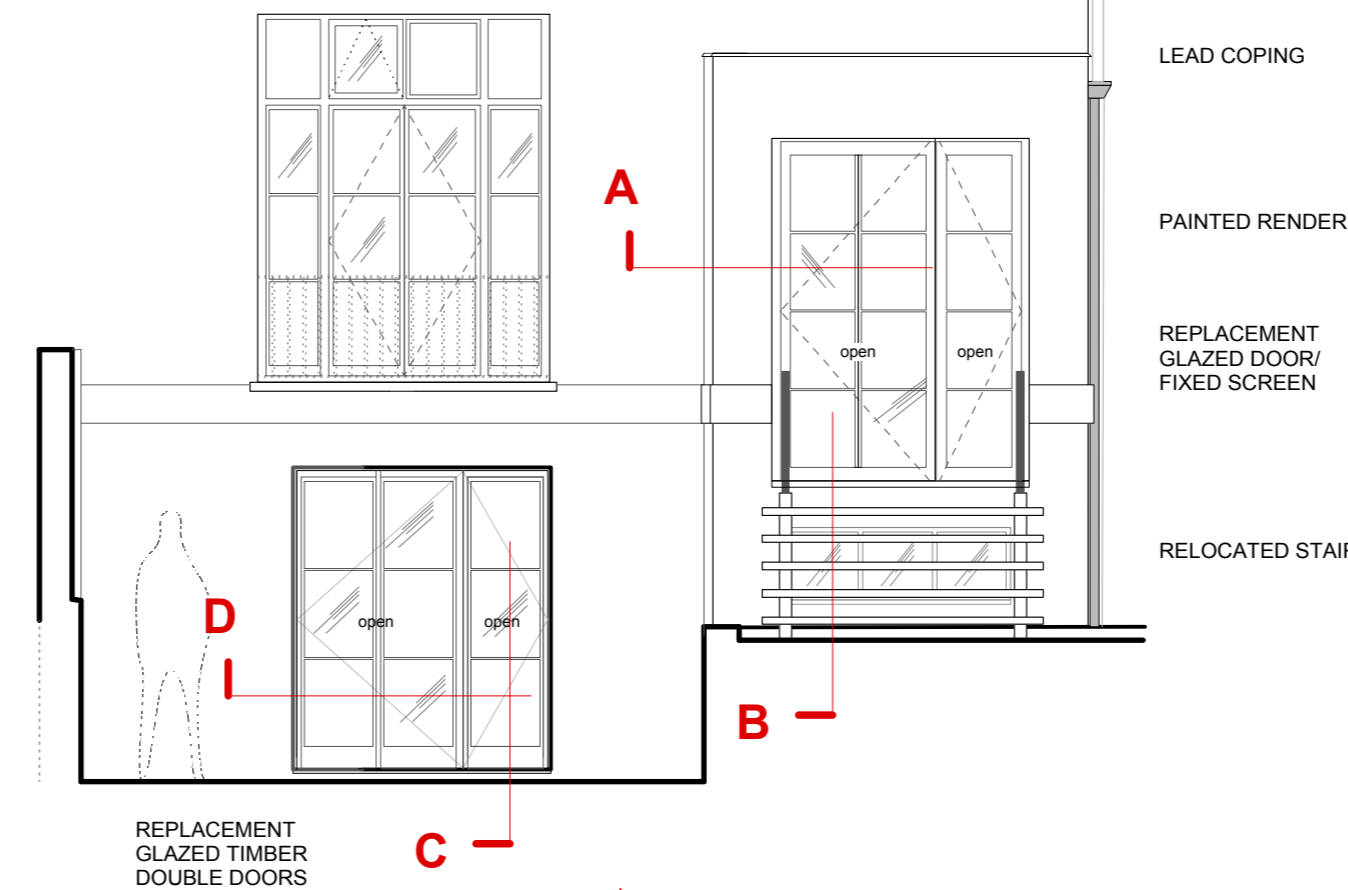 LEAD COPING
A
PAINTED RENDER
REPLACEMENT
GLAZED DOOR/
FIXED SCREEN
open
open
RELOCATED
D
open
open
B
C
REPLACEMENT
GLAZED TIMBER
DOUBLE DOORS